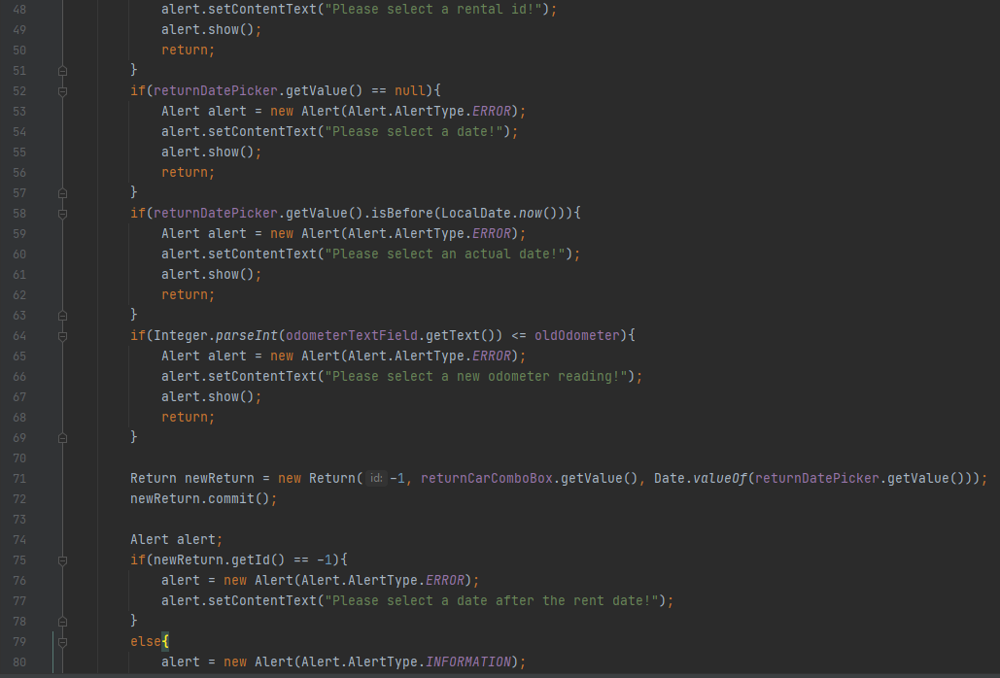 48 alert.setContentText("Please select a rental id!");
49 alert.show();
50 return;
51 }
52 if(returnDatePicker.getValue() == null){
53 Alert alert = new Alert(Alert.AlertType.ERROR);
54 alert.setContentText("Please select a date!");
55 alert.show();
56 return;
57 }
58 if(returnDatePicker.getValue().isBefore(LocalDate.now())){
59 Alert alert = new Alert(Alert.AlertType.ERROR);
60 alert.setContentText("Please select an actual date!");
61 alert.show();
62 return;
63 }
64 if(Integer.parseInt(odometerTextField.getText()) <= oldOdometer){
65 Alert alert = new Alert(Alert.AlertType.ERROR);
66 alert.setContentText("Please select a new odometer reading!");
67 alert.show();
68 return;
69 }
70
71 Return newReturn = new Return( id: -1, returnCarComboBox.getValue(), Date.valueOf(returnDatePicker.getValue()));
72 newReturn.commit();
73
74 Alert alert;
75 if(newReturn.getId() == -1){
76 alert = new Alert(Alert.AlertType.ERROR);
77 alert.setContentText("Please select a date after the rent date!");
78 }
79 else{
80 alert = new Alert(Alert.AlertType.INFORMATION);